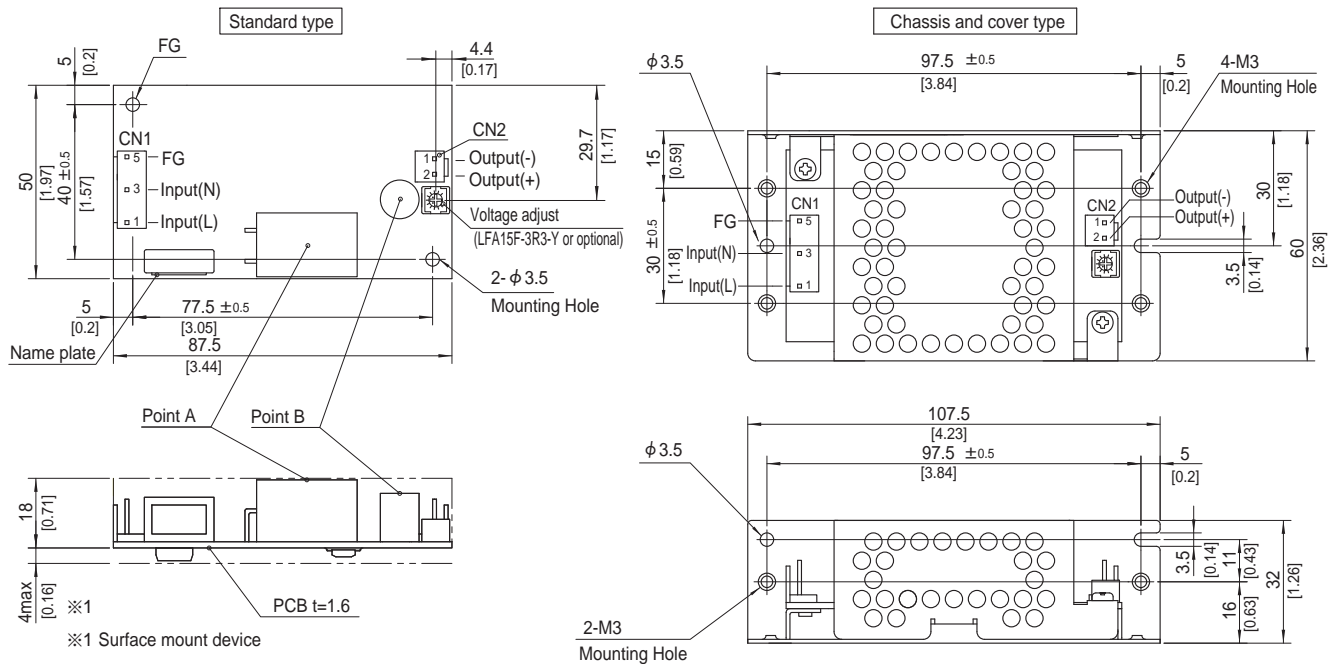 Standard type
FG
5
[0.2]
4.4
[0.17]
CN1
5
FG
3
Input(N)
1
Input(L)
50
[1.97]
40 ±0.5
[1.57]
CN2
1
Output(-)
2
Output(+)
29.7
[1.17]
Voltage adjust
(LFA15F-3R3-Y or optional)
2-φ3.5
Mounting Hole
5
[0.2]
77.5 ±0.5
[3.05]
87.5
[3.44]
Name plate
Point A
Point B
18
[0.71]
4max
[0.16]
※1
PCB t=1.6
※1 Surface mount device
Chassis and cover type
φ3.5
97.5 ±0.5
[3.84]
5
[0.2]
4-M3
Mounting Hole
15
[0.59]
30 ±0.5
[1.18]
CN1
FG
5
Input(N)
3
Input(L)
1
CN2
1
Output(-)
2
Output(+)
30
[1.18]
3.5
[0.14]
60
[2.36]
107.5
[4.23]
φ3.5
97.5 ±0.5
[3.84]
5
[0.2]
3.5
[0.14]
11
[0.43]
16
[0.63]
32
[1.26]
2-M3
Mounting Hole